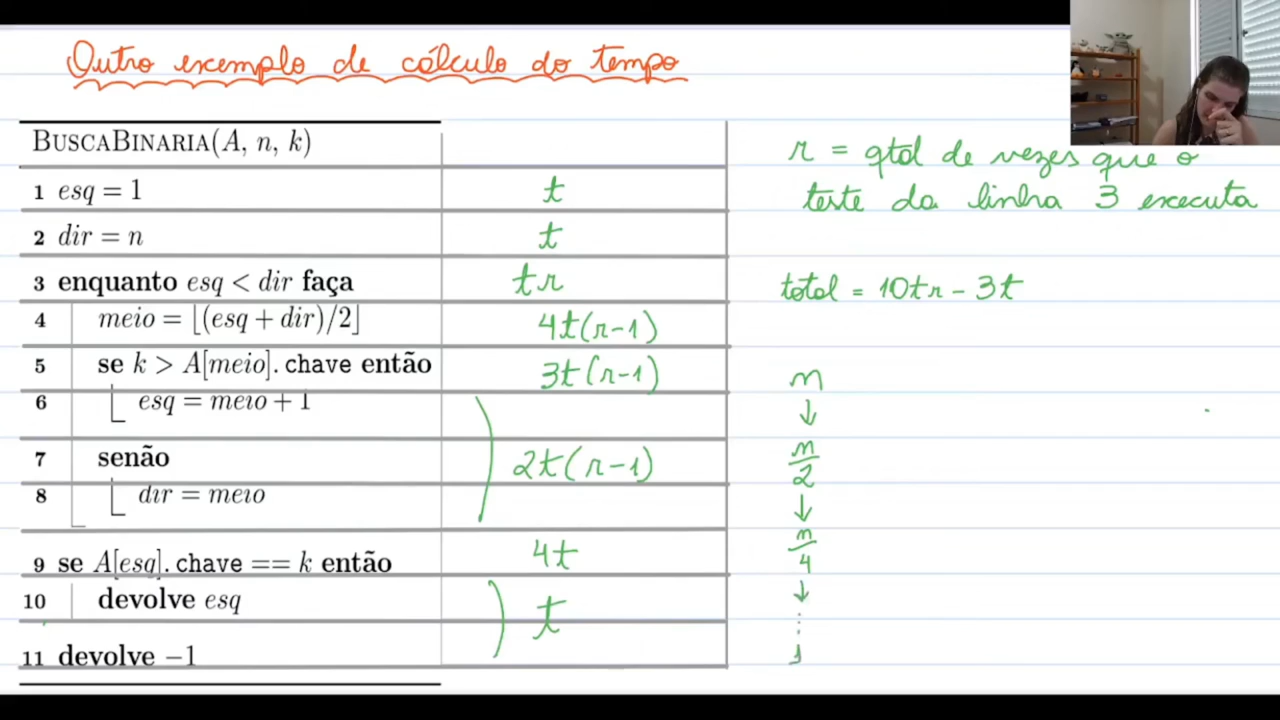 Outro exemplo de cálculo do tempo
BUSCABINARIA(A, n, k)
1 esq = 1 t
2 dir = n t
3 enquanto esq < dir faça tr
4 meio = ⌊(esq + dir)/2⌋ 4t(r-1)
5 se k > A[meio]. chave então 3t(r-1)
6 esq = meio + 1
7 senão 2t(r-1)
8 dir = meio
9 se A[esq]. chave == k então 4t
10 devolve esq t
11 devolve −1
r = qtd de vezes que o
teste da linha 3 executa
total = 10tr - 3t
n
↓
n/2
↓
n/4
↓
⋮
1